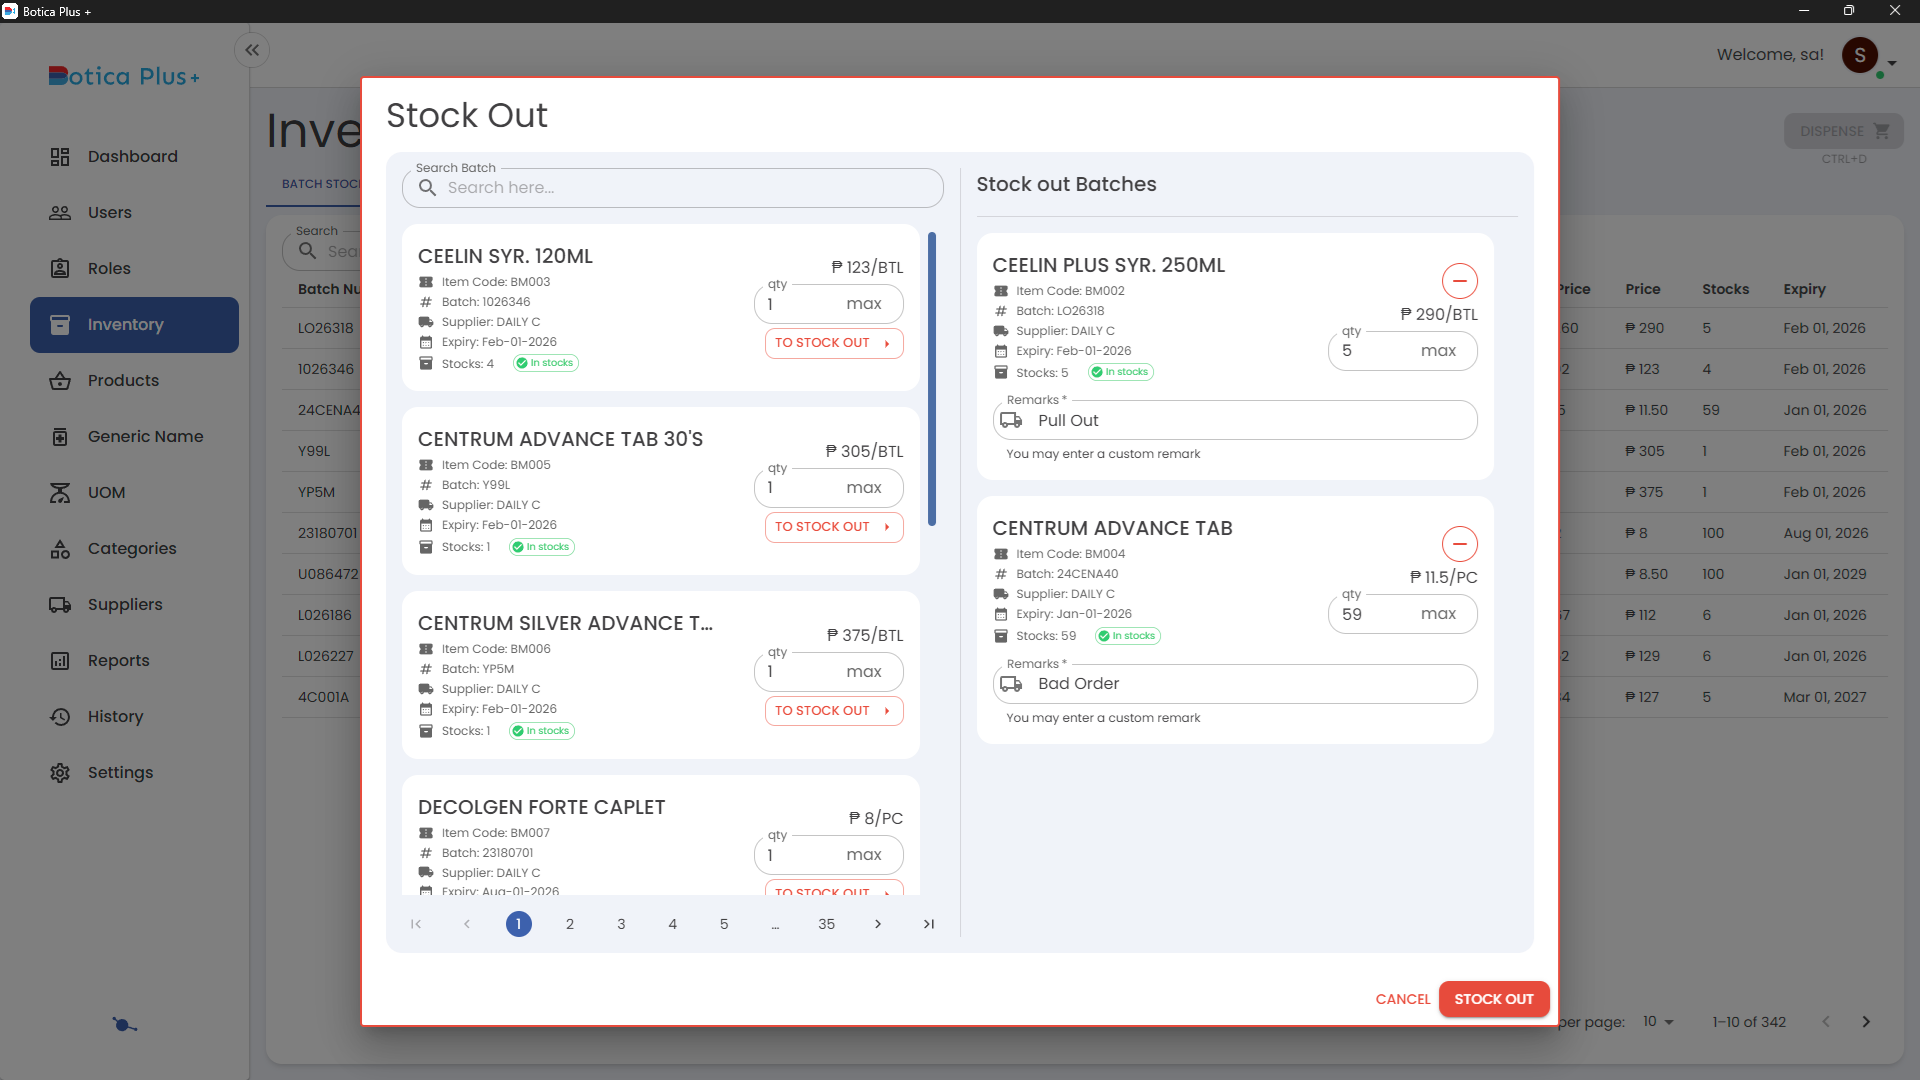 Botica Plus +
Botica Plus+
Welcome, sa!
S
Dashboard
Users
Roles
Inventory
Products
Generic Name
UOM
Categories
Suppliers
Reports
History
Settings
Inve
DISPENSE
CTRL+D
BATCH STOC
Search
Sea
Batch Nu
LO26318
1026346
24CENA4
Y99L
YP5M
23180701
U086472
L026186
L026227
4C001A
Stock Out
Search Batch
Search here...
CEELIN SYR. 120ML
₱ 123/BTL
Item Code: BM003
Batch: 1026346
Supplier: DAILY C
Expiry: Feb-01-2026
Stocks: 4
In stocks
qty
1
max
TO STOCK OUT
CENTRUM ADVANCE TAB 30'S
₱ 305/BTL
Item Code: BM005
Batch: Y99L
Supplier: DAILY C
Expiry: Feb-01-2026
Stocks: 1
In stocks
qty
1
max
TO STOCK OUT
CENTRUM SILVER ADVANCE T...
₱ 375/BTL
Item Code: BM006
Batch: YP5M
Supplier: DAILY C
Expiry: Feb-01-2026
Stocks: 1
In stocks
qty
1
max
TO STOCK OUT
DECOLGEN FORTE CAPLET
₱ 8/PC
Item Code: BM007
Batch: 23180701
Supplier: DAILY C
Expiry: Aug-01-2026
qty
1
max
TO STOCK OUT
1 2 3 4 5 ... 35
Stock out Batches
CEELIN PLUS SYR. 250ML
Item Code: BM002
Batch: LO26318
Supplier: DAILY C
Expiry: Feb-01-2026
Stocks: 5
In stocks
₱ 290/BTL
qty
5
max
Remarks *
Pull Out
You may enter a custom remark
CENTRUM ADVANCE TAB
Item Code: BM004
Batch: 24CENA40
Supplier: DAILY C
Expiry: Jan-01-2026
Stocks: 59
In stocks
₱ 11.5/PC
qty
59
max
Remarks *
Bad Order
You may enter a custom remark
CANCEL
STOCK OUT
Price Price Stocks Expiry
60 ₱ 290 5 Feb 01, 2026
2 ₱ 123 4 Feb 01, 2026
5 ₱ 11.50 59 Jan 01, 2026
₱ 305 1 Feb 01, 2026
₱ 375 1 Feb 01, 2026
₱ 8 100 Aug 01, 2026
₱ 8.50 100 Jan 01, 2029
7 ₱ 112 6 Jan 01, 2026
2 ₱ 129 6 Jan 01, 2026
4 ₱ 127 5 Mar 01, 2027
per page: 10 1–10 of 342